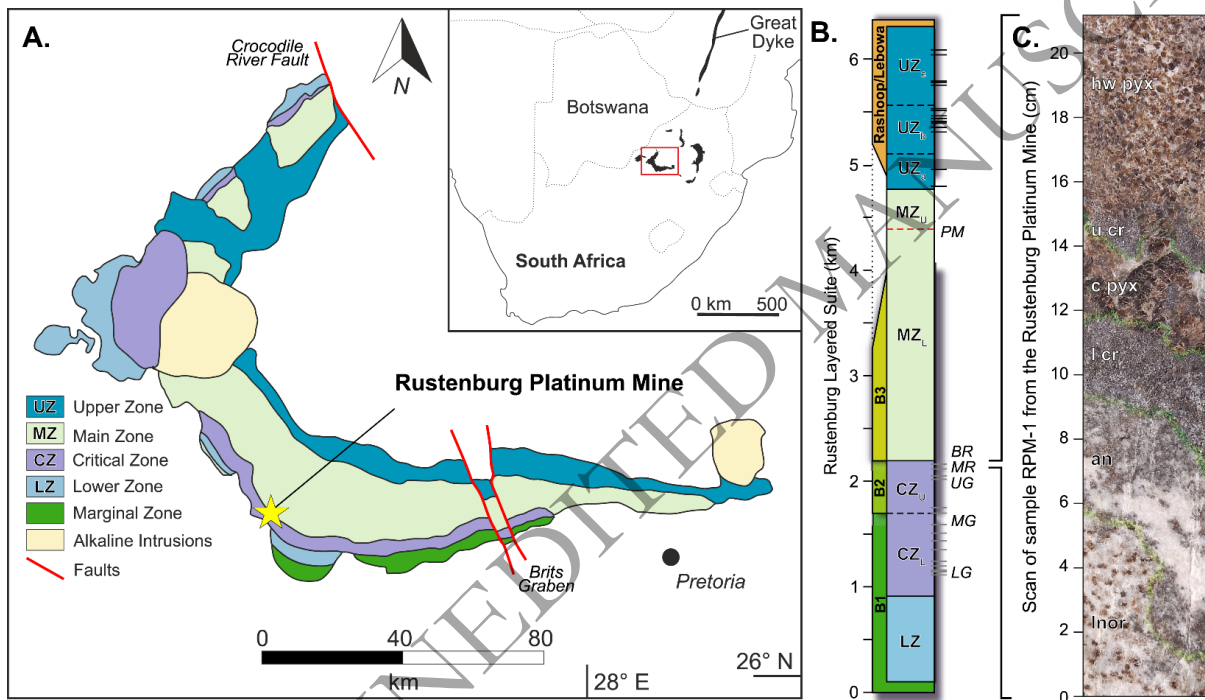 A.
Crocodile
River Fault
N
Great
Dyke
Botswana
South Africa
0 km 500
Rustenburg Platinum Mine
UZ Upper Zone
MZ Main Zone
CZ Critical Zone
LZ Lower Zone
Marginal Zone
Alkaline Intrusions
Faults
Brits
Graben
Pretoria
0 40 80
km
28° E
26° N
B.
Rustenburg Layered Suite (km)
6
5
4
3
2
1
0
Rashoop/Lebowa
B3
B2
B1
UZ
UZ
UZ
MZU
PM
MZL
BR
MR
UG
CZU
MG
CZL
LG
LZ
C.
Scan of sample RPM-1 from the Rustenburg Platinum Mine (cm)
20
18
16
14
12
10
8
6
4
2
0
hw pyx
u cr
c pyx
l cr
an
lnor
UNEDITED MANUSC